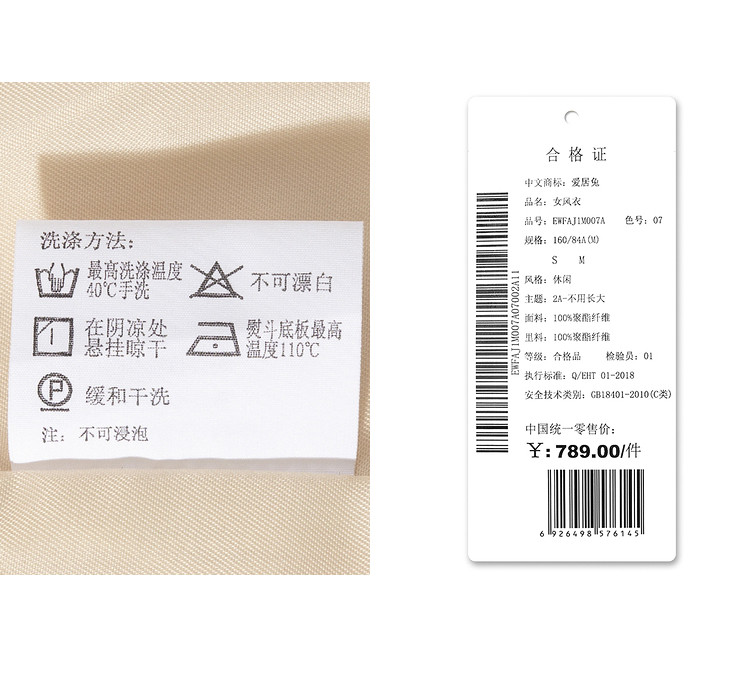 洗涤方法:
最高洗涤温度
40℃手洗
不可漂白
在阴凉处
悬挂晾干
熨斗底板最高
温度110℃
P
缓和干洗
注: 不可浸泡
合格证
中文商标: 爱居兔
品名: 女风衣
品号: EWFAJ1M007A 色号: 07
规格: 160/84A(M)
S M
风格: 休闲
主题: 2A-不用长大
面料: 100%聚酯纤维
里料: 100%聚酯纤维
等级: 合格品 检验员: 01
执行标准: Q/EHT 01-2018
安全技术类别: GB18401-2010(C类)
EWFAJ1M007A07002A11
中国统一零售价:
¥:789.00/件
6 926498 576145